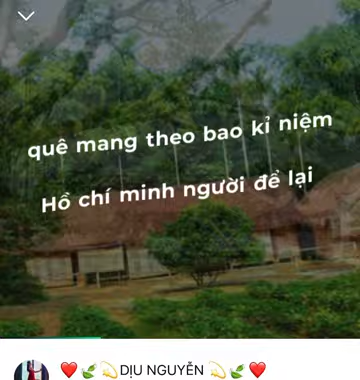 quê mang theo bao kỉ niệm
Hồ chí minh người để lại
❤️🌿💫DỊU NGUYỄN 💫🌿❤️